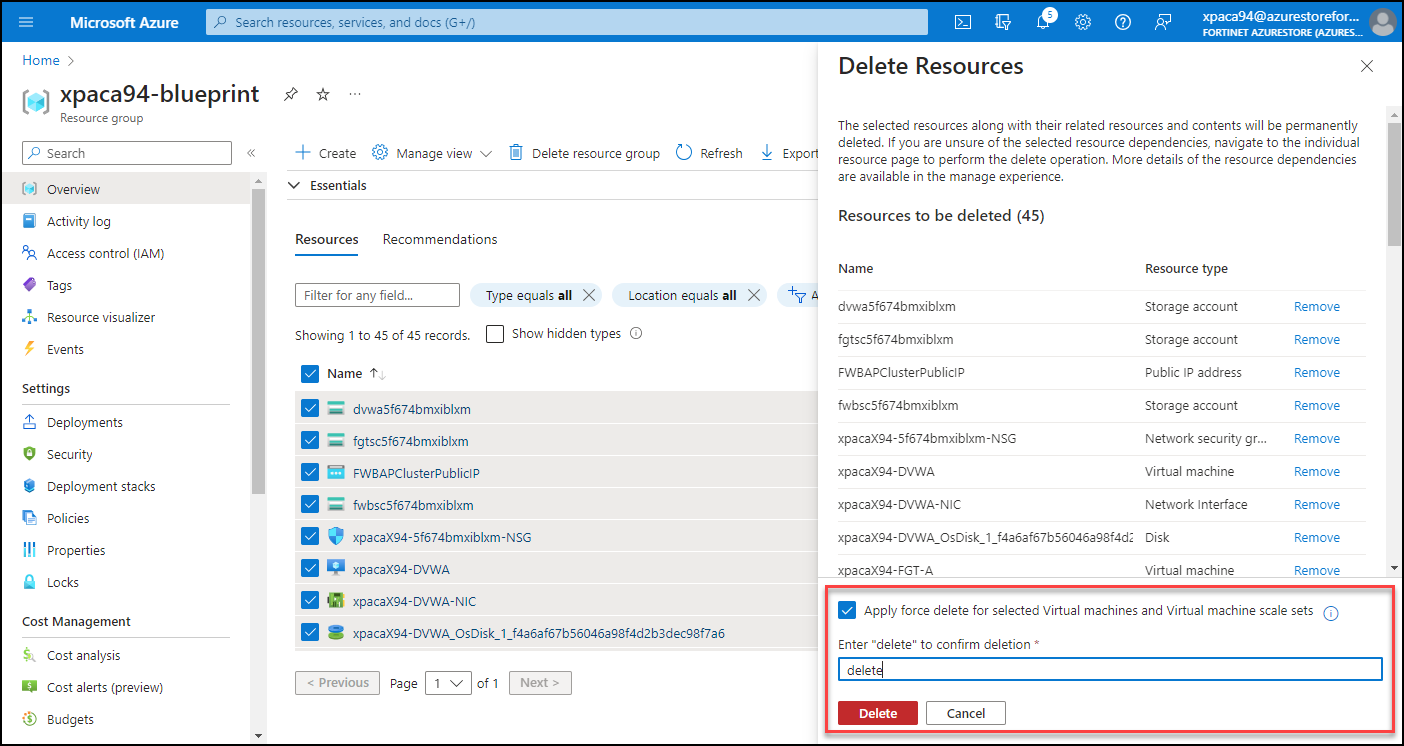 Microsoft Azure
Search resources, services, and docs (G+/)
5
xpaca94@azurestorefor...
FORTINET AZURESTORE (AZURES...
Home
xpaca94-blueprint
Resource group
Search
Overview
Activity log
Access control (IAM)
Tags
Resource visualizer
Events
Settings
Deployments
Security
Deployment stacks
Policies
Properties
Locks
Cost Management
Cost analysis
Cost alerts (preview)
Budgets
Create
Manage view
Delete resource group
Refresh
Export
Essentials
Resources
Recommendations
Filter for any field...
Type equals all
Location equals all
A
Showing 1 to 45 of 45 records.
Show hidden types
Name ↑↓
dvwa5f674bmxiblxm
fgtsc5f674bmxiblxm
FWBAPClusterPublicIP
fwbsc5f674bmxiblxm
xpacaX94-5f674bmxiblxm-NSG
xpacaX94-DVWA
xpacaX94-DVWA-NIC
xpacaX94-DVWA_OsDisk_1_f4a6af67b56046a98f4d2b3dec98f7a6
< Previous
Page 1 of 1
Next >
Delete Resources
The selected resources along with their related resources and contents will be permanently
deleted. If you are unsure of the selected resource dependencies, navigate to the individual
resource page to perform the delete operation. More details of the resource dependencies
are available in the manage experience.
Resources to be deleted (45)
Name Resource type
dvwa5f674bmxiblxm Storage account Remove
fgtsc5f674bmxiblxm Storage account Remove
FWBAPClusterPublicIP Public IP address Remove
fwbsc5f674bmxiblxm Storage account Remove
xpacaX94-5f674bmxiblxm-NSG Network security gr... Remove
xpacaX94-DVWA Virtual machine Remove
xpacaX94-DVWA-NIC Network Interface Remove
xpacaX94-DVWA_OsDisk_1_f4a6af67b56046a98f4d2 Disk Remove
xpacaX94-FGT-A Virtual machine Remove
Apply force delete for selected Virtual machines and Virtual machine scale sets
Enter "delete" to confirm deletion *
delete
Delete
Cancel